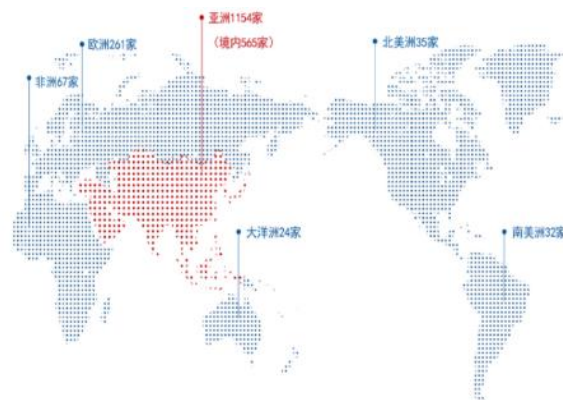 亚洲1154家
（境内565家）
欧洲261家
北美洲35家
非洲67家
大洋洲24家
南美洲32家